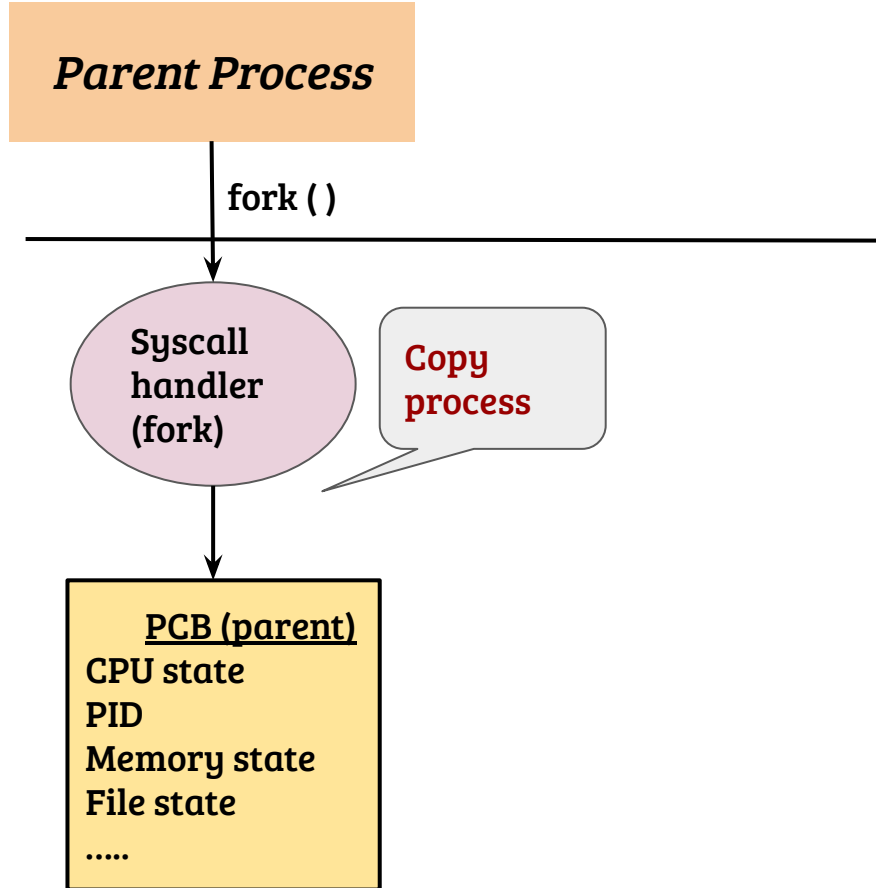 Parent Process
fork ( )
Syscall
handler
(fork)
Copy
process
PCB (parent)
CPU state
PID
Memory state
File state
.....